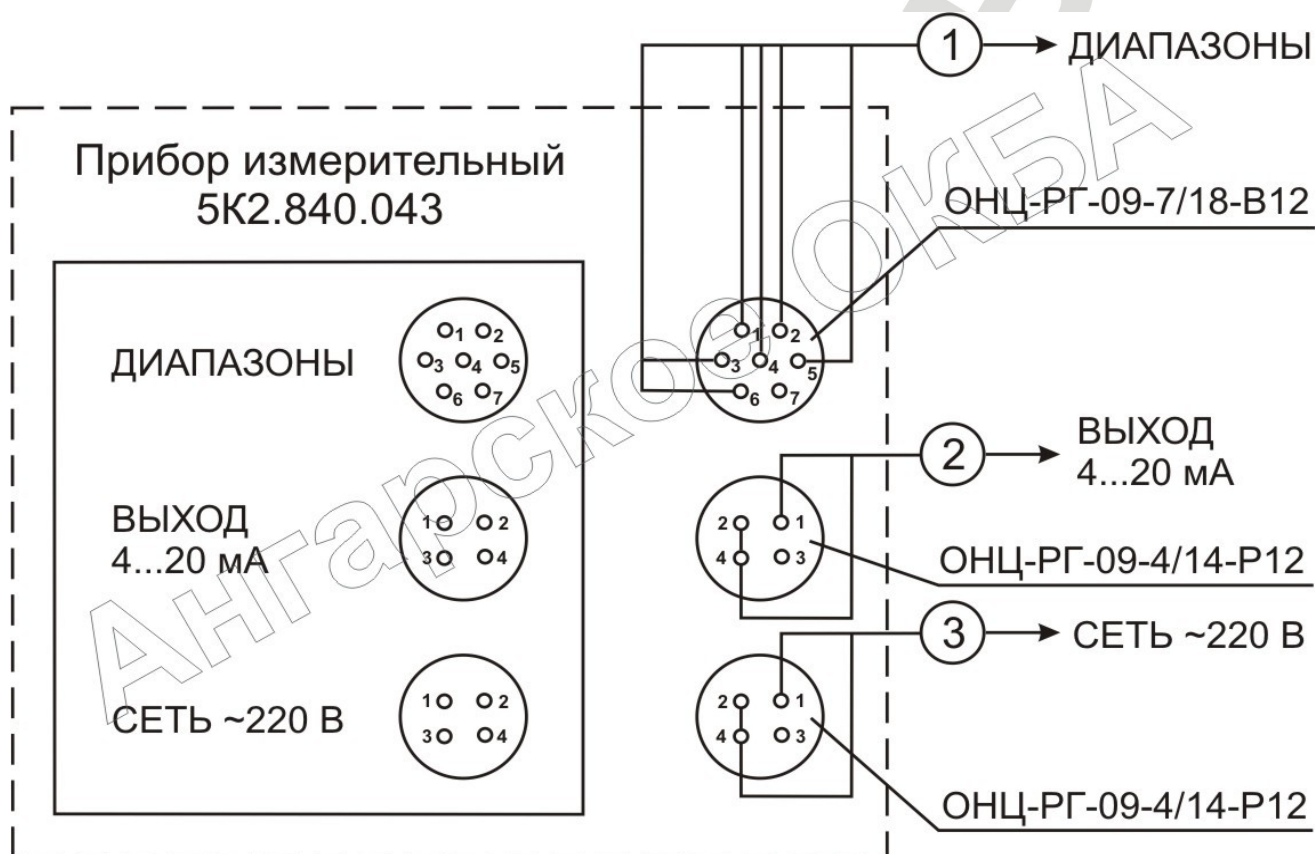 1
ДИАПАЗОНЫ
Прибор измерительный
5К2.840.043
ОНЦ-РГ-09-7/18-В12
ДИАПАЗОНЫ
1 2
3 4 5
6 7
1 2
3 4 5
6 7
2
ВЫХОД
4...20 мА
ВЫХОД
4...20 мА
1 2
3 4
2 1
4 3
ОНЦ-РГ-09-4/14-Р12
3
СЕТЬ ~220 В
СЕТЬ ~220 В
1 2
3 4
2 1
4 3
ОНЦ-РГ-09-4/14-Р12
Ангарское ОКБА